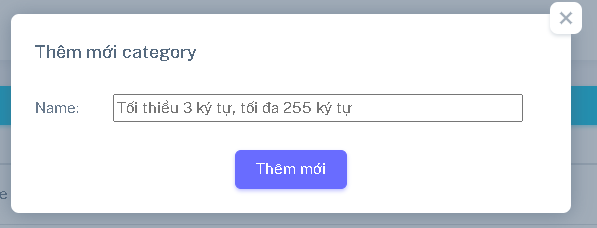 Thêm mới category
Name: Tối thiểu 3 ký tự, tối đa 255 ký tự
Thêm mới
e